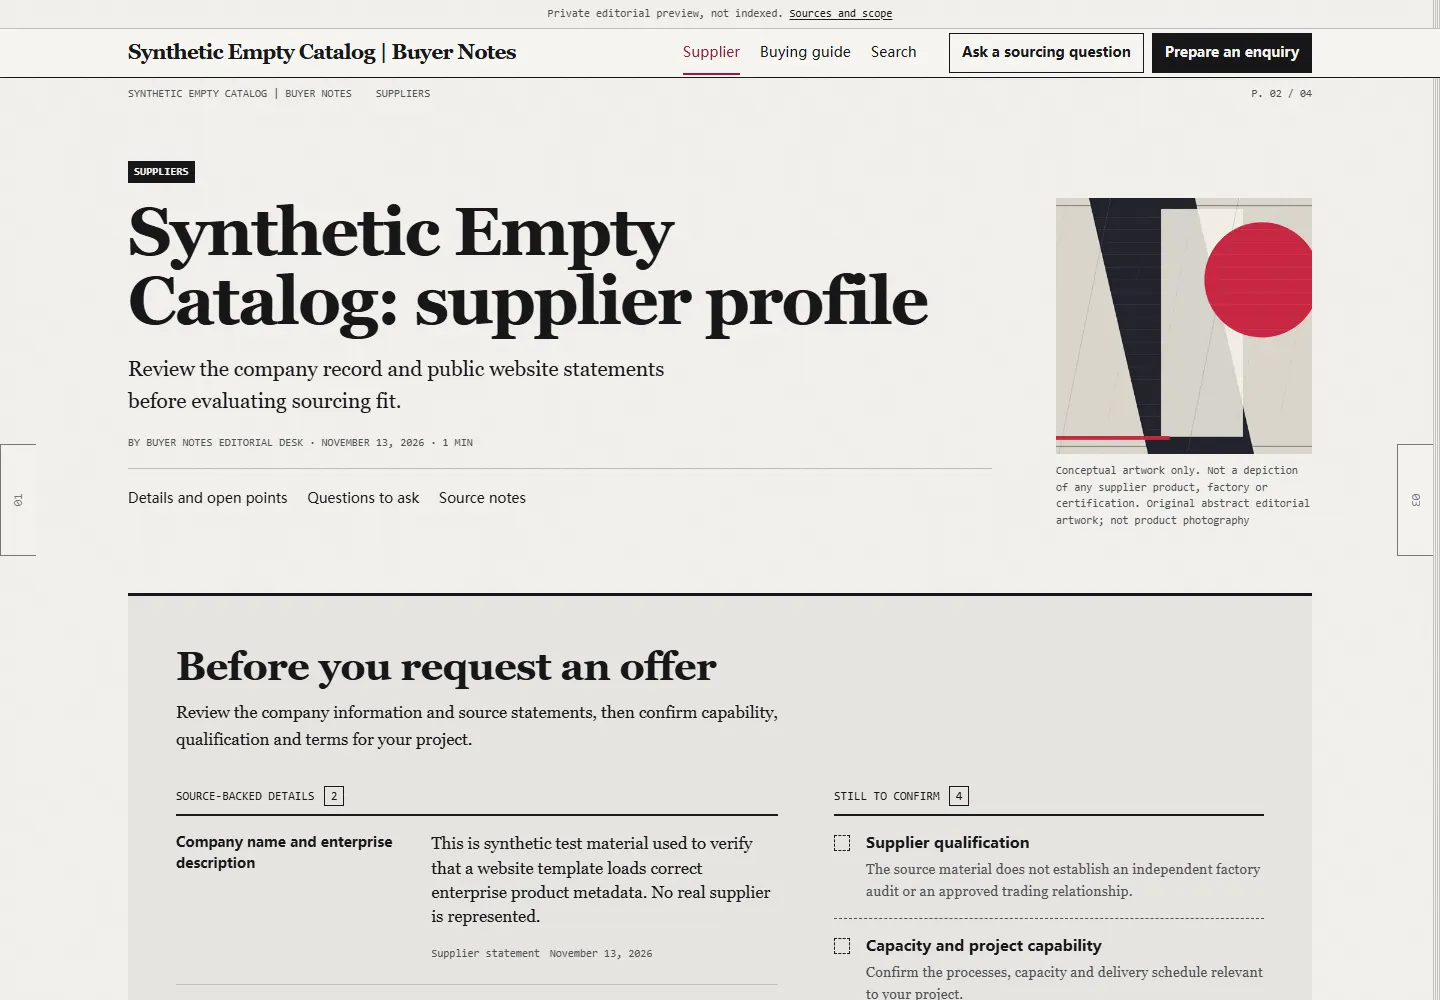 Private editorial preview, not indexed. Sources and scope
Synthetic Empty Catalog | Buyer Notes
Supplier
Buying guide
Search
Ask a sourcing question
Prepare an enquiry
SYNTHETIC EMPTY CATALOG | BUYER NOTES
SUPPLIERS
P. 02 / 04
SUPPLIERS
Synthetic Empty
Catalog: supplier profile
Review the company record and public website statements
before evaluating sourcing fit.
BY BUYER NOTES EDITORIAL DESK · NOVEMBER 13, 2026 · 1 MIN
Details and open points
Questions to ask
Source notes
Conceptual artwork only. Not a depiction
of any supplier product, factory or
certification. Original abstract editorial
artwork; not product photography
01
03
Before you request an offer
Review the company information and source statements, then confirm capability,
qualification and terms for your project.
SOURCE-BACKED DETAILS 2
Company name and enterprise
description
This is synthetic test material used to verify
that a website template loads correct
enterprise product metadata. No real supplier
is represented.
Supplier statement November 13, 2026
STILL TO CONFIRM 4
Supplier qualification
The source material does not establish an independent factory
audit or an approved trading relationship.
Capacity and project capability
Confirm the processes, capacity and delivery schedule relevant
to your project.